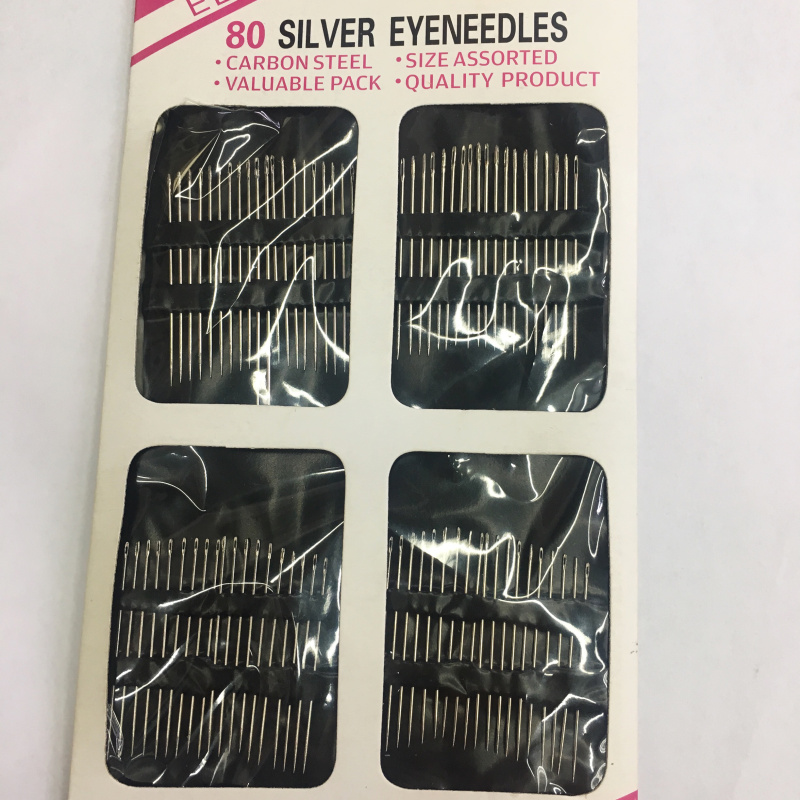 80 SILVER EYENEEDLES
• CARBON STEEL • SIZE ASSORTED
• VALUABLE PACK • QUALITY PRODUCT